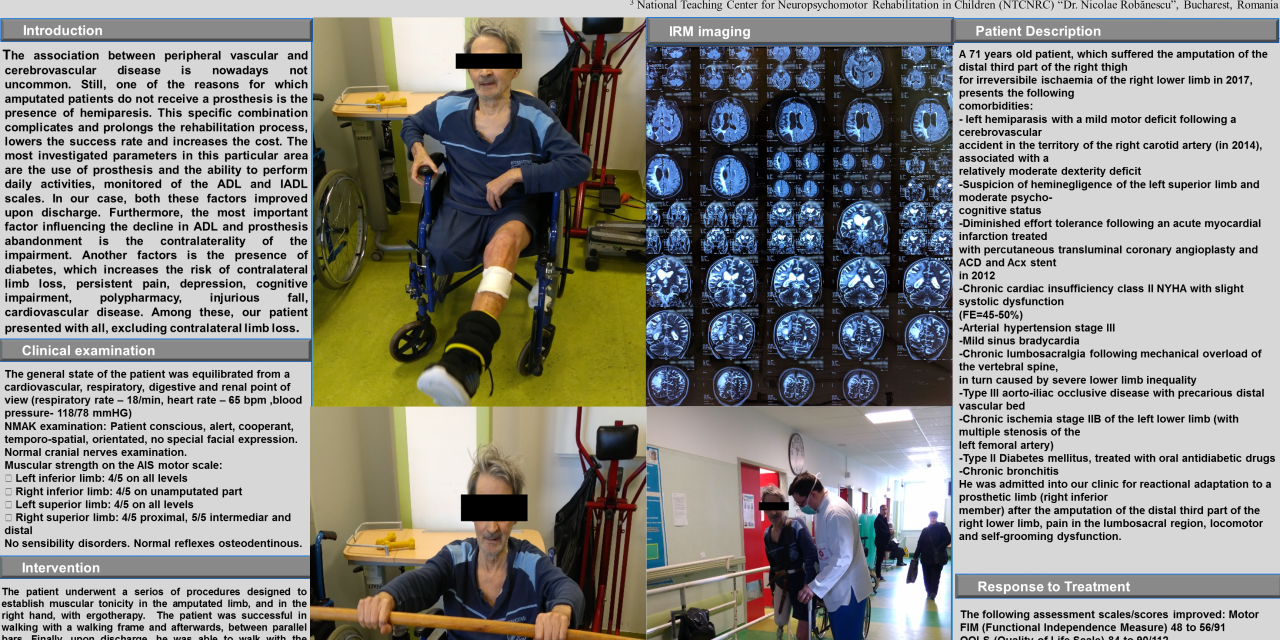 ³ National Teaching Center for Neuropsychomotor Rehabilitation in Children (NTCNRC) “Dr. Nicolae Robănescu”, Bucharest, Romania
Introduction
The association between peripheral vascular and
cerebrovascular disease is nowadays not
uncommon. Still, one of the reasons for which
amputated patients do not receive a prosthesis is the
presence of hemiparesis. This specific combination
complicates and prolongs the rehabilitation process,
lowers the success rate and increases the cost. The
most investigated parameters in this particular area
are the use of prosthesis and the ability to perform
daily activities, monitored of the ADL and IADL
scales. In our case, both these factors improved
upon discharge. Furthermore, the most important
factor influencing the decline in ADL and prosthesis
abandonment is the contralaterality of the
impairment. Another factors is the presence of
diabetes, which increases the risk of contralateral
limb loss, persistent pain, depression, cognitive
impairment, polypharmacy, injurious fall,
cardiovascular disease. Among these, our patient
presented with all, excluding contralateral limb loss.
Clinical examination
The general state of the patient was equilibrated from a
cardiovascular, respiratory, digestive and renal point of
view (respiratory rate – 18/min, heart rate – 65 bpm ,blood
pressure- 118/78 mmHG)
NMAK examination: Patient conscious, alert, cooperant,
temporo-spatial, orientated, no special facial expression.
Normal cranial nerves examination.
Muscular strength on the AIS motor scale:
□ Left inferior limb: 4/5 on all levels
□ Right inferior limb: 4/5 on unamputated part
□ Left superior limb: 4/5 on all levels
□ Right superior limb: 4/5 proximal, 5/5 intermediar and
distal
No sensibility disorders. Normal reflexes osteodentinous.
Intervention
The patient underwent a serios of procedures designed to
establish muscular tonicity in the amputated limb, and in the
right hand, with ergotherapy. The patient was successful in
walking with a walking frame and afterwards, between parallel
bars. Finally, upon discharge, he was able to walk with the
IRM imaging
Patient Description
A 71 years old patient, which suffered the amputation of the
distal third part of the right thigh
for irreversibile ischaemia of the right lower limb in 2017,
presents the following
comorbidities:
- left hemiparasis with a mild motor deficit following a
cerebrovascular
accident in the territory of the right carotid artery (in 2014),
associated with a
relatively moderate dexterity deficit
-Suspicion of heminegligence of the left superior limb and
moderate psycho-
cognitive status
-Diminished effort tolerance following an acute myocardial
infarction treated
with percutaneous transluminal coronary angioplasty and
ACD and Acx stent
in 2012
-Chronic cardiac insufficiency class II NYHA with slight
systolic dysfunction
(FE=45-50%)
-Arterial hypertension stage III
-Mild sinus bradycardia
-Chronic lumbosacralgia following mechanical overload of
the vertebral spine,
in turn caused by severe lower limb inequality
-Type III aorto-iliac occlusive disease with precarious distal
vascular bed
-Chronic ischemia stage IIB of the left lower limb (with
multiple stenosis of the
left femoral artery)
-Type II Diabetes mellitus, treated with oral antidiabetic drugs
-Chronic bronchitis
He was admitted into our clinic for reactional adaptation to a
prosthetic limb (right inferior
member) after the amputation of the distal third part of the
right lower limb, pain in the lumbosacral region, locomotor
and self-grooming dysfunction.
Response to Treatment
The following assessment scales/scores improved: Motor
FIM (Functional Independence Measure) 48 to 56/91
QOLS (Quality of Life Scale) 84 to 90/112